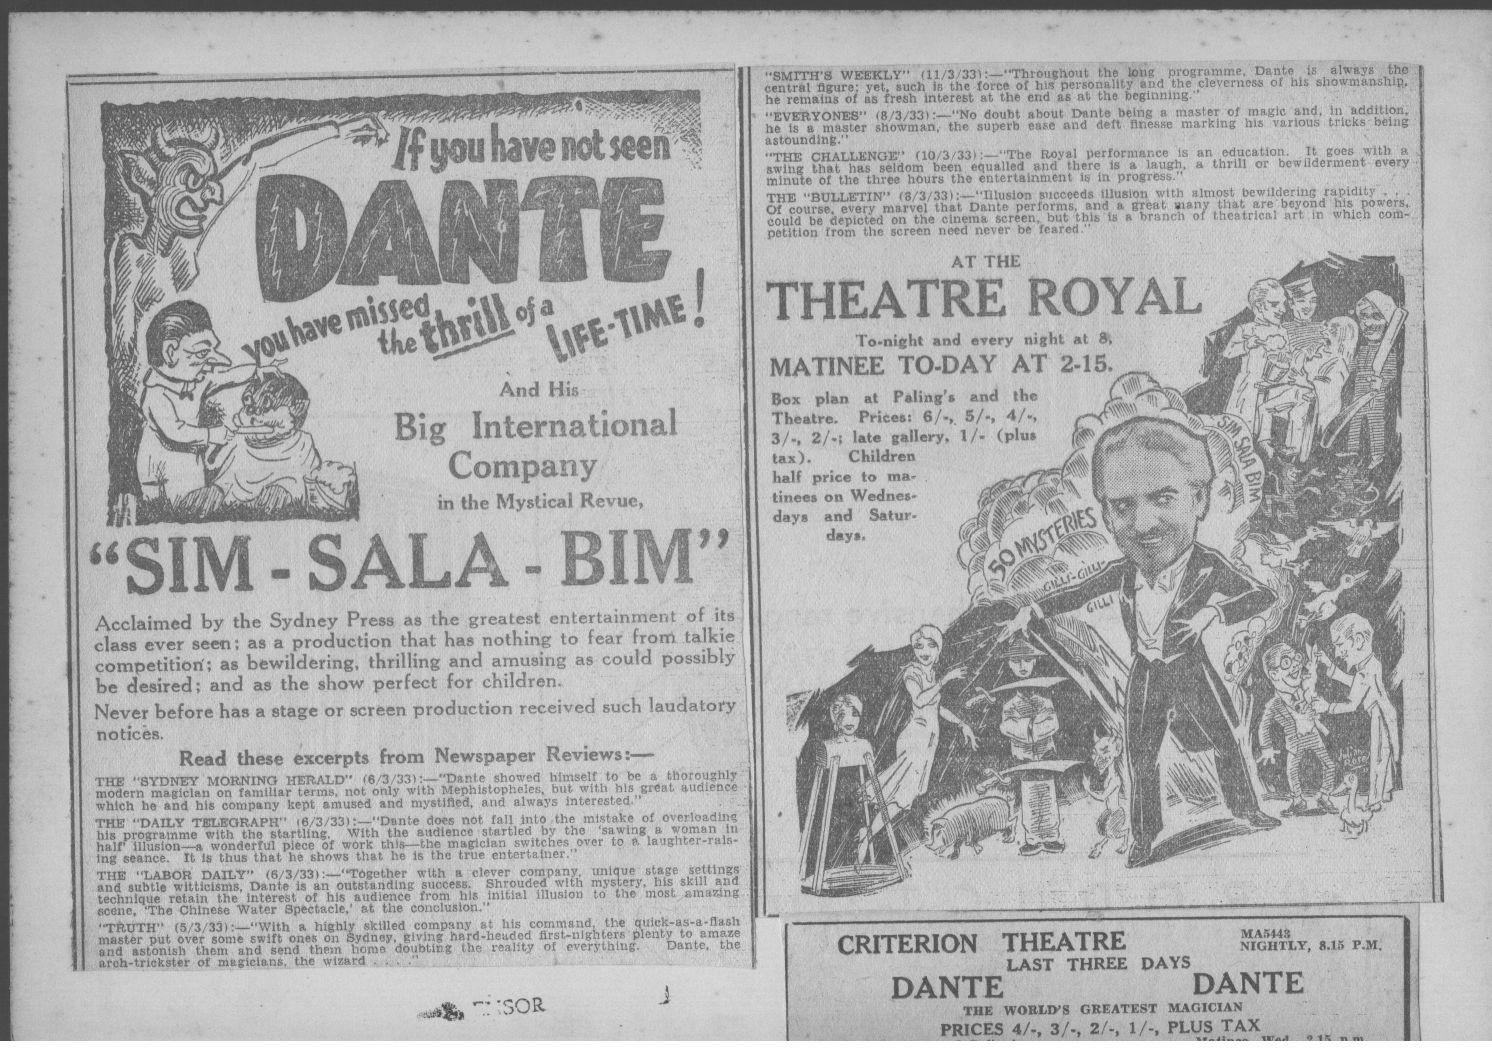 If you have not seen
DANTE
you have missed
the thrill of a
LIFE-TIME!
And His
Big International
Company
in the Mystical Revue,
"SIM - SALA - BIM"
Acclaimed by the Sydney Press as the greatest entertainment of its
class ever seen; as a production that has nothing to fear from talkie
competition; as bewildering, thrilling and amusing as could possibly
be desired; and as the show perfect for children.
Never before has a stage or screen production received such laudatory
notices.
Read these excerpts from Newspaper Reviews:—
THE "SYDNEY MORNING HERALD" (6/3/33):—"Dante showed himself to be a thoroughly
modern magician on familiar terms, not only with Mephistopheles, but with his great audience
which he and his company kept amused and mystified, and always interested."
THE "DAILY TELEGRAPH" (6/3/33):—"Dante does not fall into the mistake of overloading
his programme with the startling. With the audience startled by the 'sawing a woman in
half' illusion—a wonderful piece of work this—the magician switches over to a laughter-rais-
ing seance. It is thus that he shows that he is the true entertainer."
THE "LABOR DAILY" (6/3/33):—"Together with a clever company, unique stage settings
and subtle witticisms, Dante is an outstanding success. Shrouded with mystery, his skill and
technique retain the interest of his audience from his initial illusion to the most amazing
scene, 'The Chinese Water Spectacle,' at the conclusion."
"TRUTH" (5/3/33):—"With a highly skilled company at his command, the quick-as-a-flash
master put over some swift ones on Sydney, giving hard-headed first-nighters plenty to amaze
and astonish them and send them home doubting the reality of everything. Dante, the
arch-trickster of magicians, the wizard . . . ."
"SMITH'S WEEKLY" (11/3/33):—"Throughout the long programme, Dante is always the
central figure; yet, such is the force of his personality and the cleverness of his showmanship,
he remains of as fresh interest at the end as at the beginning."
"EVERYONES" (8/3/33):—"No doubt about Dante being a master of magic and, in addition,
he is a master showman, the superb ease and deft finesse marking his various tricks being
astounding."
"THE CHALLENGE" (10/3/33):—"The Royal performance is an education. It goes with a
swing that has seldom been equalled and there is a laugh, a thrill or bewilderment every
minute of the three hours the entertainment is in progress."
THE "BULLETIN" (8/3/33):—"Illusion succeeds illusion with almost bewildering rapidity . . .
Of course, every marvel that Dante performs, and a great many that are beyond his powers,
could be depicted on the cinema screen, but this is a branch of theatrical art in which com-
petition from the screen need never be feared."
AT THE
THEATRE ROYAL
To-night and every night at 8,
MATINEE TO-DAY AT 2-15.
Box plan at Paling's and the
Theatre. Prices: 6/-, 5/-, 4/-,
3/-, 2/-; late gallery, 1/- (plus
tax). Children
half price to ma-
tinees on Wednes-
days and Satur-
days.
SIM SALA BIM
50 MYSTERIES
GILLI-GILLI-
GILLI
CRITERION THEATRE
MA5443
NIGHTLY, 8.15 P.M.
LAST THREE DAYS
DANTE DANTE
THE WORLD'S GREATEST MAGICIAN
PRICES 4/-, 3/-, 2/-, 1/-, PLUS TAX
Matinee, Wed., 2.15 p.m.